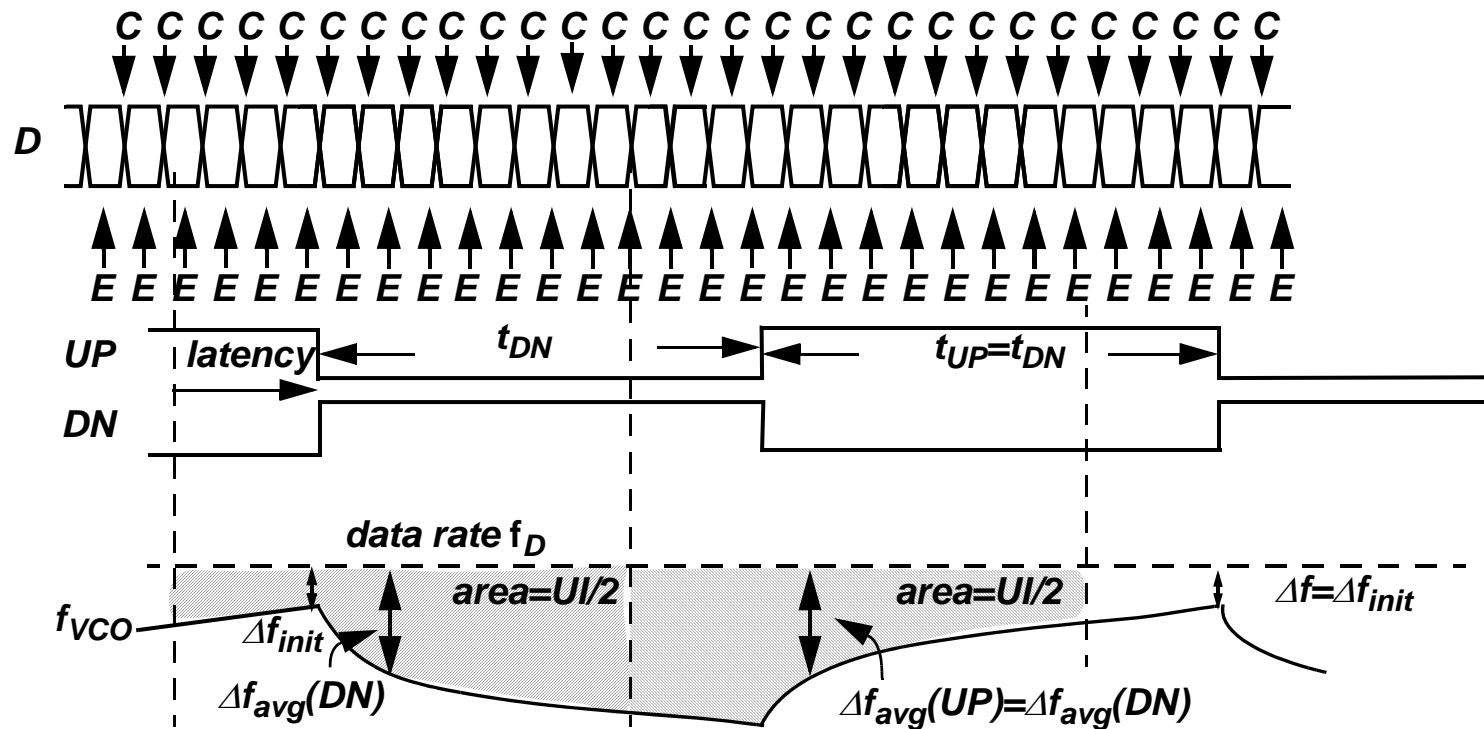 C C C C C C C C C C C C C C C C C C C C C C C C C C C C C
D
E E E E E E E E E E E E E E E E E E E E E E E E E E E E E E
UP latency t_DN t_UP=t_DN
DN
data rate f_D
area=UI/2 area=UI/2
f_VCO Δf_init Δf=Δf_init
Δf_avg(DN) Δf_avg(UP)=Δf_avg(DN)